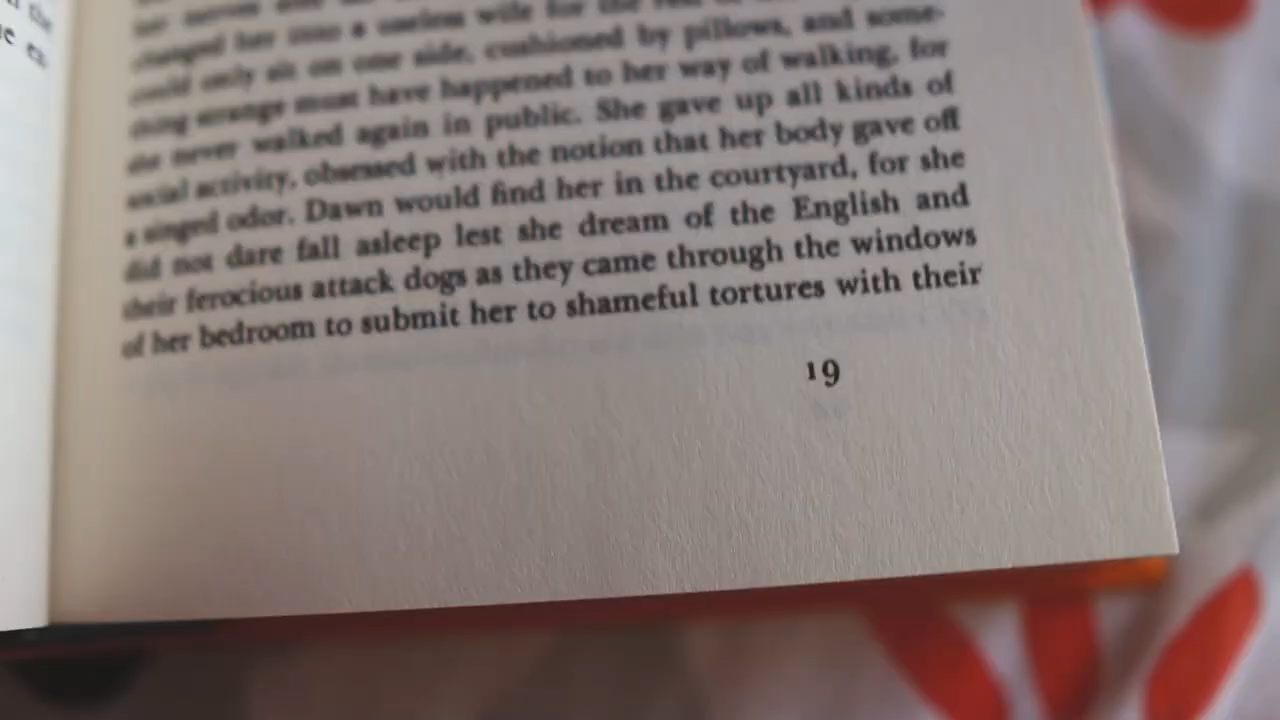 the
e ex
changed her into a useless wife for the rest of
could only sit on one side, cushioned by pillows, and some-
thing strange must have happened to her way of walking, for
she never walked again in public. She gave up all kinds of
social activity, obsessed with the notion that her body gave off
a singed odor. Dawn would find her in the courtyard, for she
did not dare fall asleep lest she dream of the English and
their ferocious attack dogs as they came through the windows
of her bedroom to submit her to shameful tortures with their
19